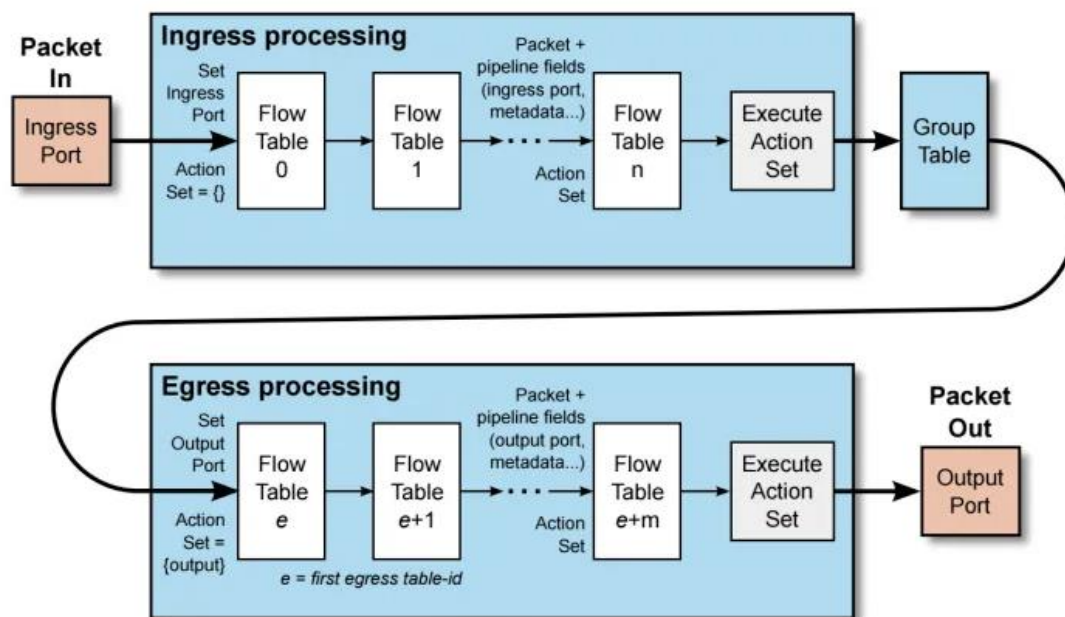 Ingress processing
Packet
In
Ingress
Port
Set
Ingress
Port
Action
Set = {}
Flow
Table
0
Flow
Table
1
Packet +
pipeline fields
(ingress port,
metadata...)
Action
Set
Flow
Table
n
Execute
Action
Set
Group
Table
Egress processing
Set
Output
Port
Action
Set =
{output}
Flow
Table
e
Flow
Table
e+1
e = first egress table-id
Packet +
pipeline fields
(output port,
metadata...)
Action
Set
Flow
Table
e+m
Execute
Action
Set
Packet
Out
Output
Port